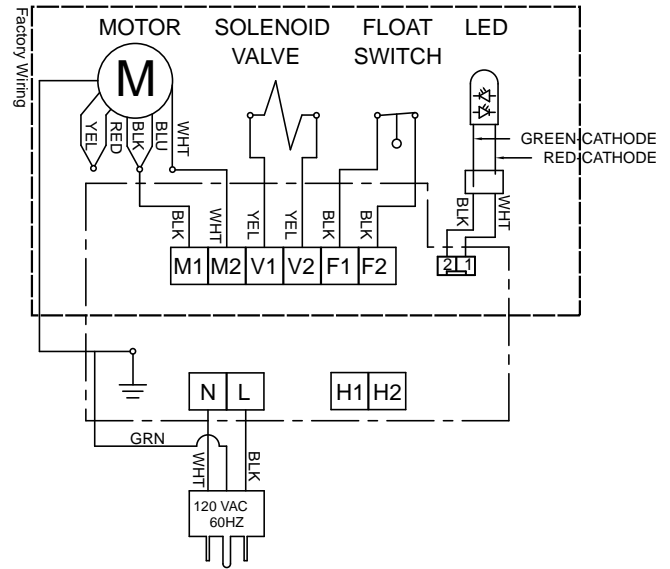 Factory Wiring
MOTOR
SOLENOID
VALVE
FLOAT
SWITCH
LED
M
YEL
RED
BLK
BLU
WHT
GREEN-CATHODE
RED-CATHODE
BLK
WHT
YEL
YEL
BLK
BLK
BLK
WHT
M1 M2 V1 V2 F1 F2
2 1
N L
H1 H2
GRN
WHT
BLK
120 VAC
60HZ